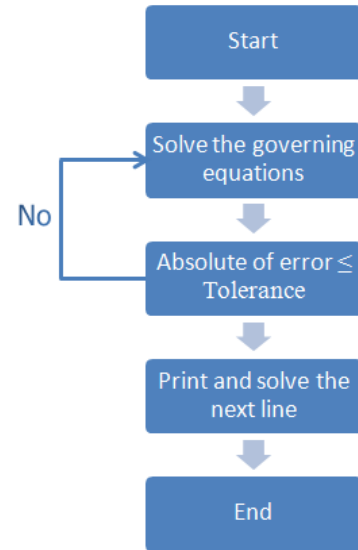 Start
Solve the governing
equations
No
Absolute of error ≤
Tolerance
Print and solve the
next line
End